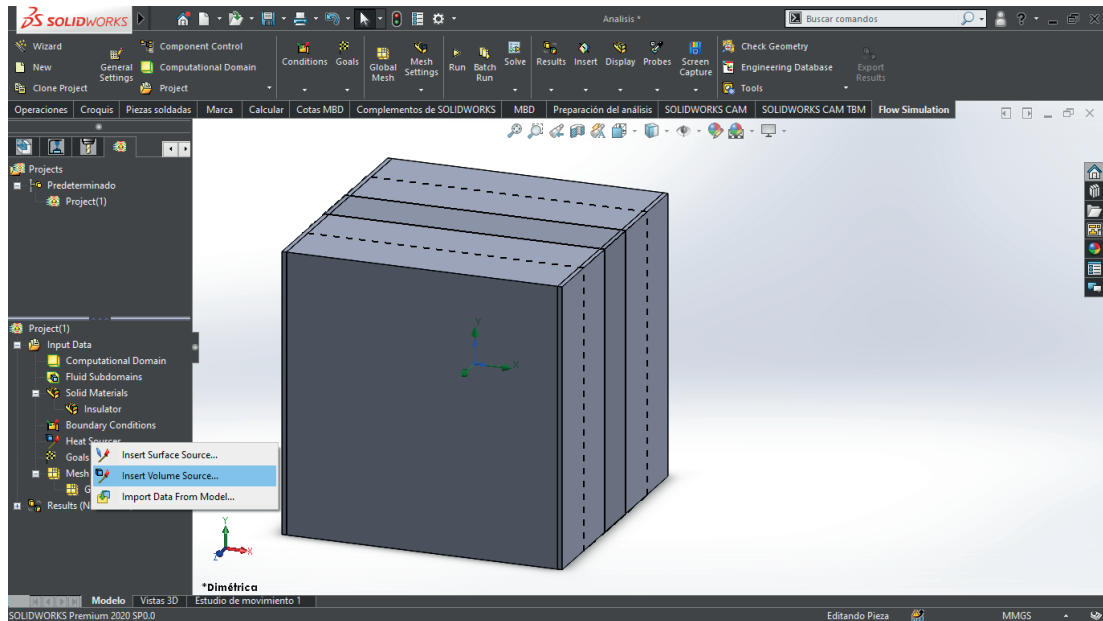 SOLIDWORKS
Analisis *
Buscar comandos
Wizard
New
Clone Project
General Settings
Component Control
Computational Domain
Project
Conditions
Goals
Global Mesh
Mesh Settings
Run
Batch Run
Solve
Results
Insert
Display
Probes
Screen Capture
Check Geometry
Engineering Database
Tools
Export Results
Operaciones
Croquis
Piezas soldadas
Marca
Calcular
Cotas MBD
Complementos de SOLIDWORKS
MBD
Preparación del análisis
SOLIDWORKS CAM
SOLIDWORKS CAM TBM
Flow Simulation
Projects
Predeterminado
Project(1)
Project(1)
Input Data
Computational Domain
Fluid Subdomains
Solid Materials
Insulator
Boundary Conditions
Heat Sources
Goals
Mesh
G
Results (N
Insert Surface Source...
Insert Volume Source...
Import Data From Model...
Y
X
Y
X
Z
*Dimétrica
Modelo
Vistas 3D
Estudio de movimiento 1
SOLIDWORKS Premium 2020 SP0.0
Editando Pieza
MMGS